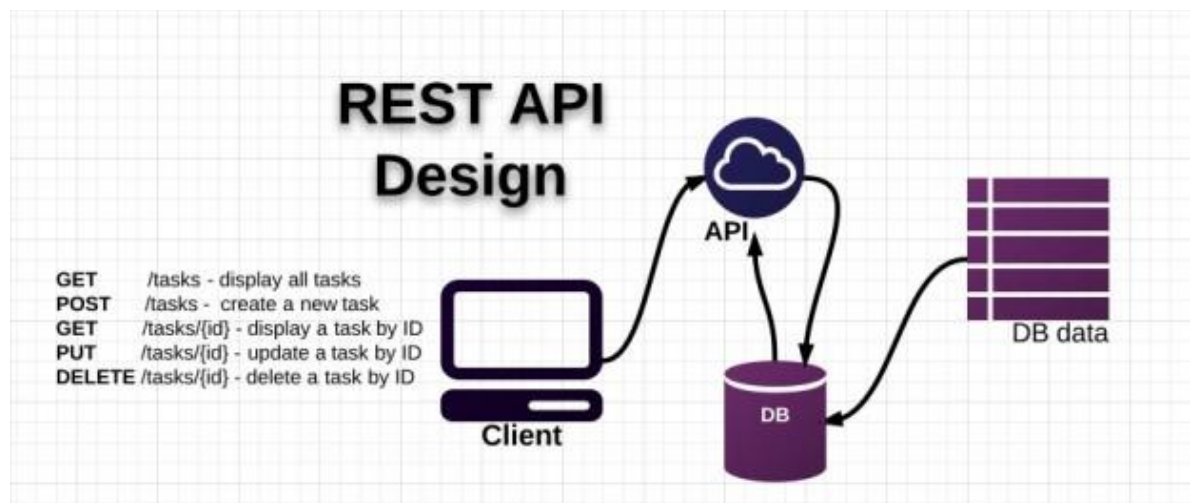 REST API
Design
API
GET /tasks - display all tasks
POST /tasks - create a new task
GET /tasks/{id} - display a task by ID
PUT /tasks/{id} - update a task by ID
DELETE /tasks/{id} - delete a task by ID
Client
DB
DB data